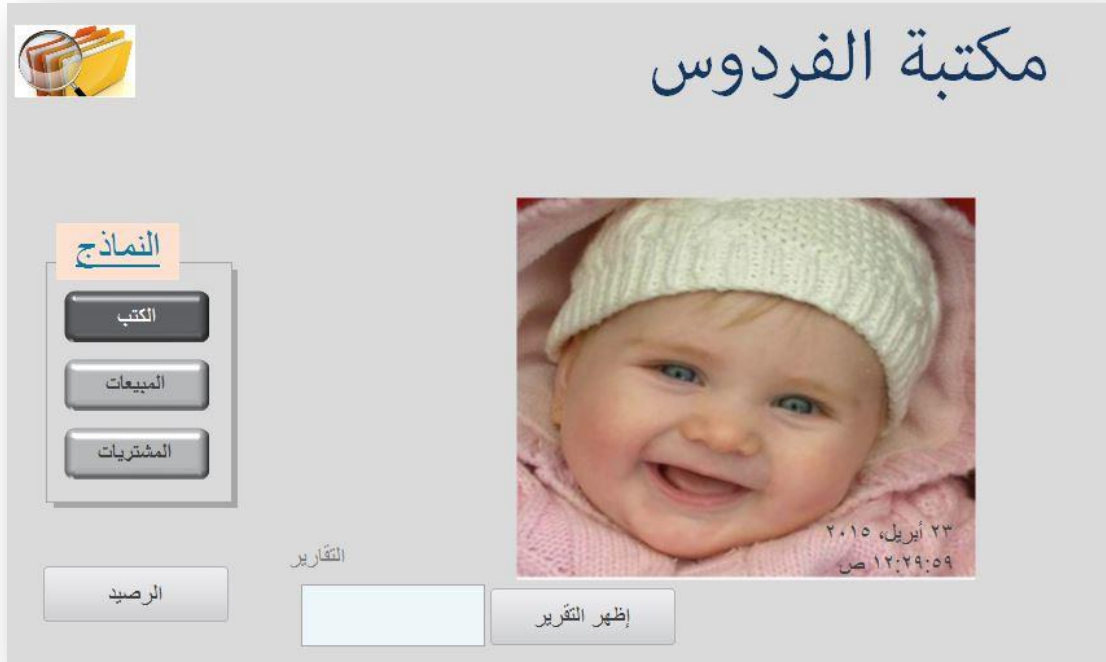 مكتبة الفردوس
النماذج
الكتب
المبيعات
المشتريات
٢٣ أبريل، ٢٠١٥
١٢:٢٩:٥٩ ص
التقارير
الرصيد
إظهر التقرير